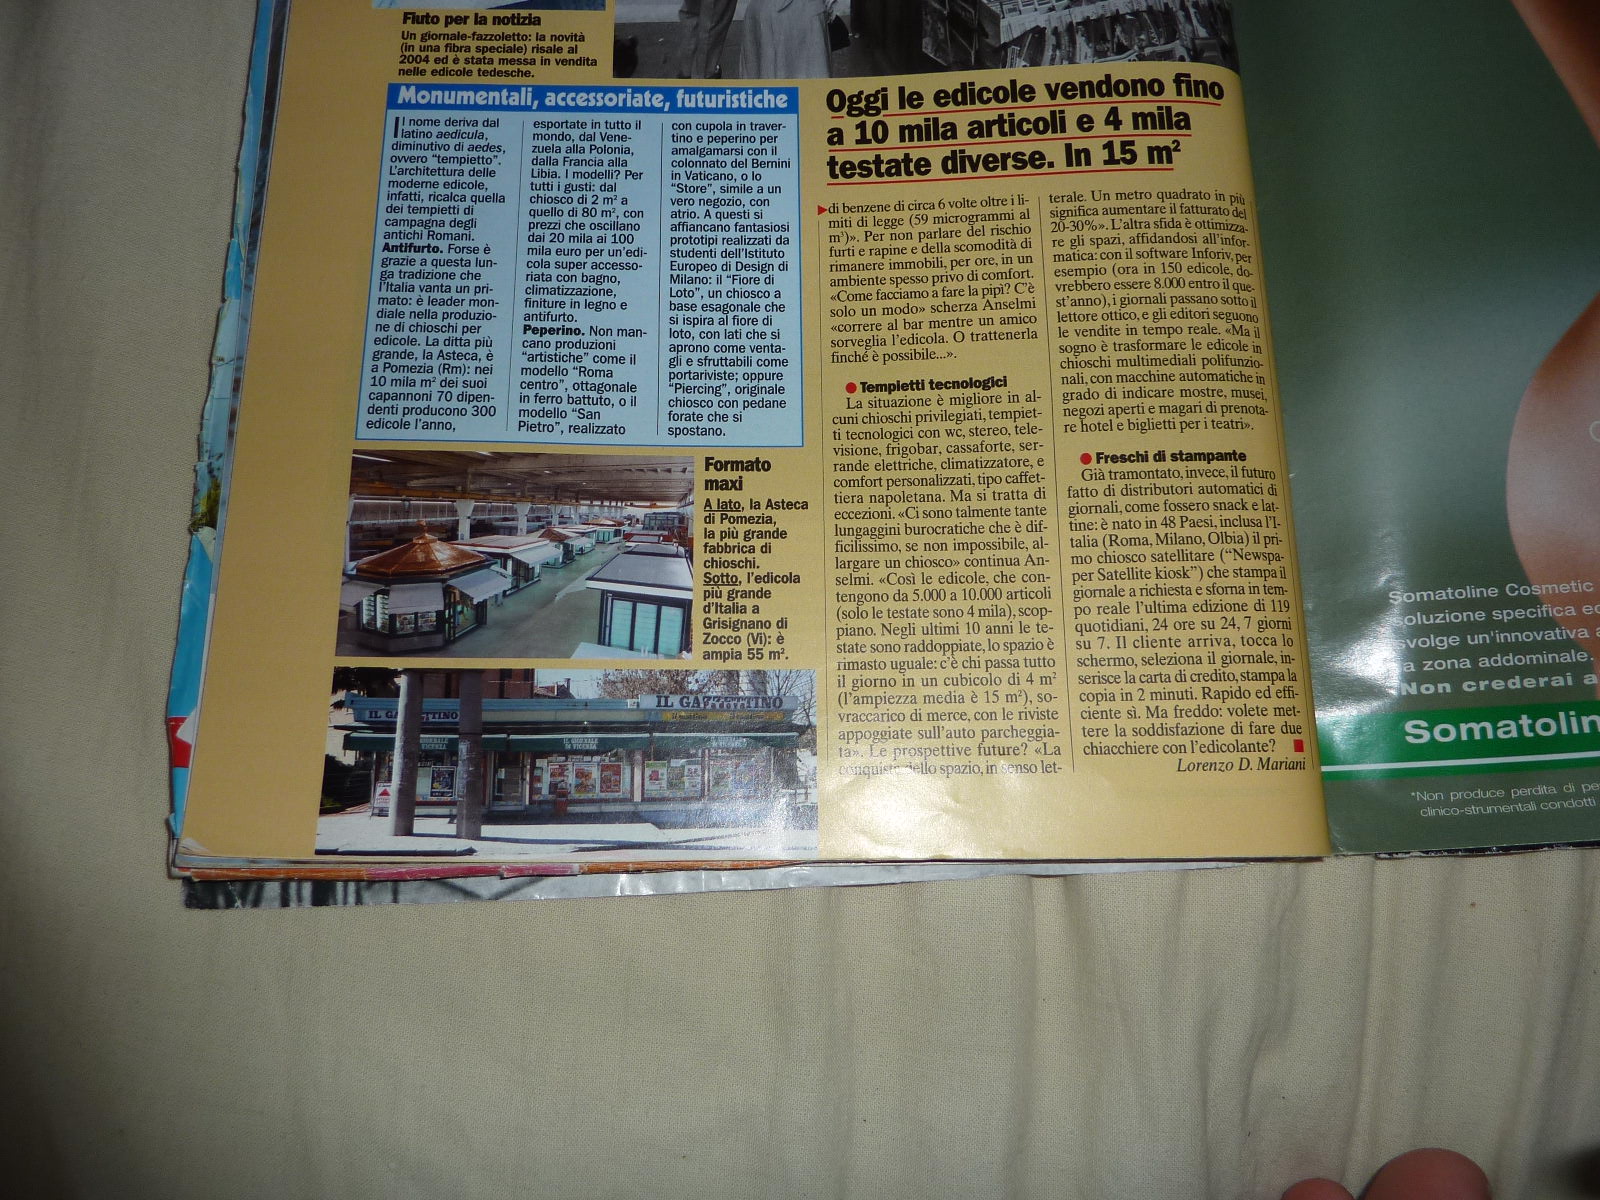 Fiuto per la notizia
Un giornale-fazzoletto: la novità
(in una fibra speciale) risale al
2004 ed è stata messa in vendita
nelle edicole tedesche.
Monumentali, accessoriate, futuristiche
Il nome deriva dal
latino aedicula,
diminutivo di aedes,
ovvero “tempietto”.
L'architettura delle
moderne edicole,
infatti, ricalca quella
dei tempietti di
campagna degli
antichi Romani.
Antifurto. Forse è
grazie a questa lun-
ga tradizione che
l'Italia vanta un pri-
mato: è leader mon-
diale nella produzio-
ne di chioschi per
edicole. La ditta più
grande, la Asteca, è
a Pomezia (Rm): nei
10 mila m² dei suoi
capannoni 70 dipen-
denti producono 300
edicole l'anno,
esportate in tutto il
mondo, dal Vene-
zuela alla Polonia,
dalla Francia alla
Libia. I modelli? Per
tutti i gusti: dal
chiosco di 2 m² a
quello di 80 m², con
prezzi che oscillano
dai 20 mila ai 100
mila euro per un'edi-
cola super accesso-
riata con bagno,
climatizzazione,
finiture in legno e
antifurto.
Peperino. Non man-
cano produzioni
“artistiche” come il
modello “Roma
centro”, ottagonale
in ferro battuto, o il
modello “San
Pietro”, realizzato
con cupola in traver-
tino e peperino per
amalgamarsi con il
colonnato del Bernini
in Vaticano, o lo
“Store”, simile a un
vero negozio, con
atrio. A questi si
affiancano fantasiosi
prototipi realizzati da
studenti dell'Istituto
Europeo di Design di
Milano: il “Fiore di
Loto”, un chiosco a
base esagonale che
si ispira al fiore di
loto, con lati che si
aprono come venta-
gli e sfruttabili come
portariviste; oppure
“Piercing”, originale
chiosco con pedane
forate che si
spostano.
Formato
maxi
A lato, la Asteca
di Pomezia,
la più grande
fabbrica di
chioschi.
Sotto, l'edicola
più grande
d'Italia a
Grisignano di
Zocco (Vi): è
ampia 55 m².
IL GAZZETTINO
IL GAZZETTINO
IL GIORNALE
DI VICENZA
IL GIORNALE
DI VICENZA
Oggi le edicole vendono fino
a 10 mila articoli e 4 mila
testate diverse. In 15 m²
di benzene di circa 6 volte oltre i li-
miti di legge (59 microgrammi al
m³)». Per non parlare del rischio
furti e rapine e della scomodità di
rimanere immobili, per ore, in un
ambiente spesso privo di comfort.
«Come facciamo a fare la pipì? C'è
solo un modo» scherza Anselmi
«correre al bar mentre un amico
sorveglia l'edicola. O trattenerla
finché è possibile...».
● Tempietti tecnologici
La situazione è migliore in al-
cuni chioschi privilegiati, tempiet-
ti tecnologici con wc, stereo, tele-
visione, frigobar, cassaforte, ser-
rande elettriche, climatizzatore, e
comfort personalizzati, tipo caffet-
tiera napoletana. Ma si tratta di
eccezioni. «Ci sono talmente tante
lungaggini burocratiche che è dif-
ficilissimo, se non impossibile, al-
largare un chiosco» continua An-
selmi. «Così le edicole, che con-
tengono da 5.000 a 10.000 articoli
(solo le testate sono 4 mila), scop-
piano. Negli ultimi 10 anni le te-
state sono raddoppiate, lo spazio è
rimasto uguale: c'è chi passa tutto
il giorno in un cubicolo di 4 m²
(l'ampiezza media è 15 m²), so-
vraccarico di merce, con le riviste
appoggiate sull'auto parcheggia-
ta». Le prospettive future? «La
conquista dello spazio, in senso let-
terale. Un metro quadrato in più
significa aumentare il fatturato del
20-30%». L'altra sfida è ottimizza-
re gli spazi, affidandosi all'infor-
matica: con il software Inforiv, per
esempio (ora in 150 edicole, do-
vrebbero essere 8.000 entro il que-
st'anno), i giornali passano sotto il
lettore ottico, e gli editori seguono
le vendite in tempo reale. «Ma il
sogno è trasformare le edicole in
chioschi multimediali polifunzio-
nali, con macchine automatiche in
grado di indicare mostre, musei,
negozi aperti e magari di prenota-
re hotel e biglietti per i teatri».
● Freschi di stampante
Già tramontato, invece, il futuro
fatto di distributori automatici di
giornali, come fossero snack e lat-
tine: è nato in 48 Paesi, inclusa l'I-
talia (Roma, Milano, Olbia) il pri-
mo chiosco satellitare (“Newspa-
per Satellite kiosk”) che stampa il
giornale a richiesta e sforna in tem-
po reale l'ultima edizione di 119
quotidiani, 24 ore su 24, 7 giorni
su 7. Il cliente arriva, tocca lo
schermo, seleziona il giornale, in-
serisce la carta di credito, stampa la
copia in 2 minuti. Rapido ed effi-
ciente sì. Ma freddo: volete met-
tere la soddisfazione di fare due
chiacchiere con l'edicolante?
Lorenzo D. Mariani
Somatoline Cosmetic
soluzione specifica
svolge un'innovativa
a zona addominale.
Non crederai a
Somatolin
*Non produce perdita di pe
clinico-strumentali condotti